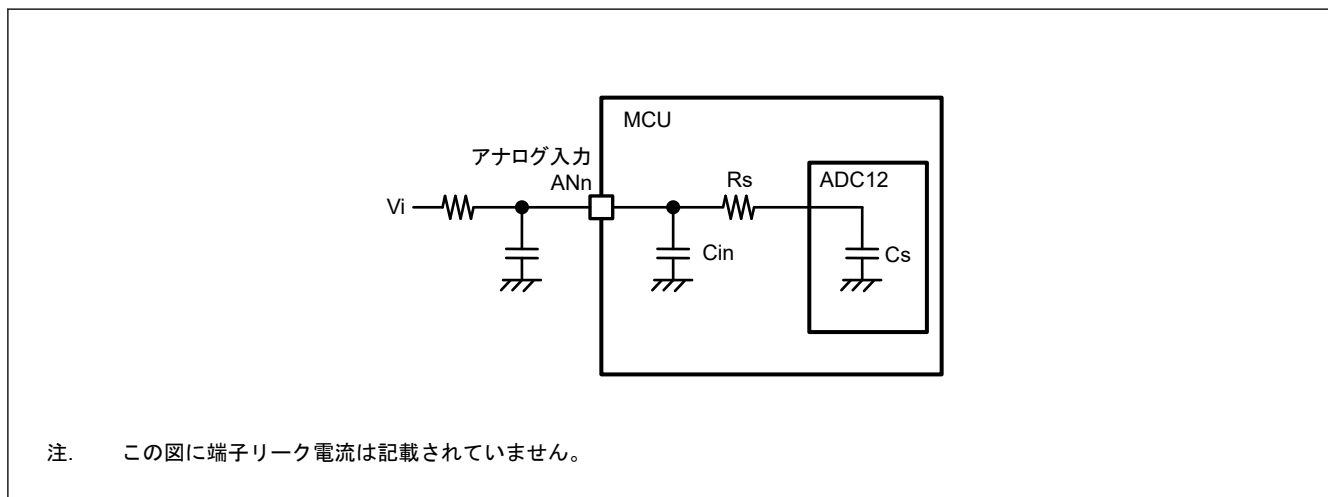 MCU
アナログ入力
ANn
Rs
ADC12
Vi
Cin
Cs
注. この図に端子リーク電流は記載されていません。